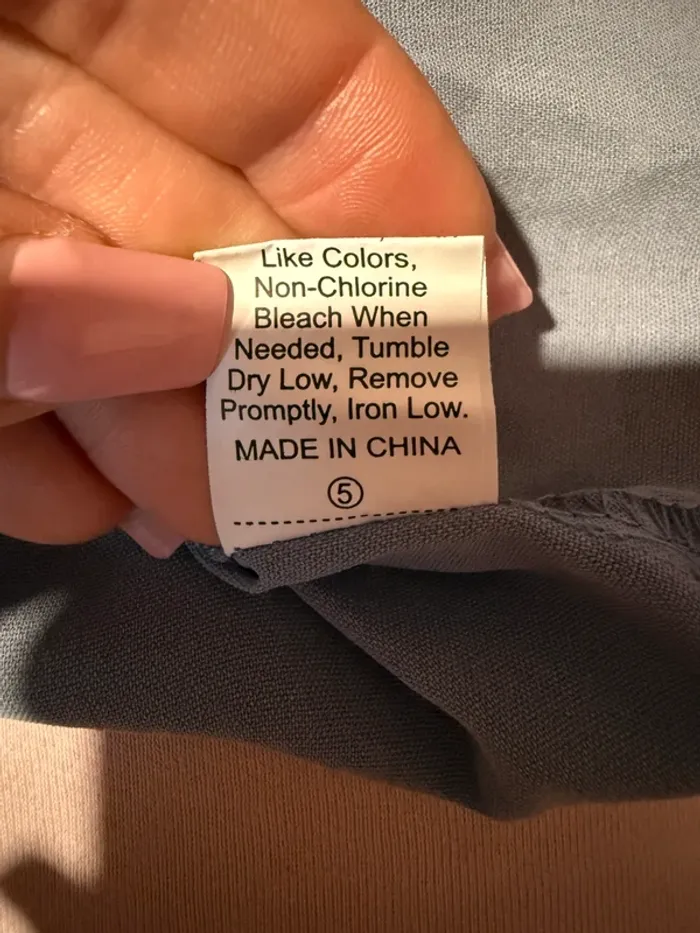 Like Colors,
Non-Chlorine
Bleach When
Needed, Tumble
Dry Low, Remove
Promptly, Iron Low.
MADE IN CHINA
⑤